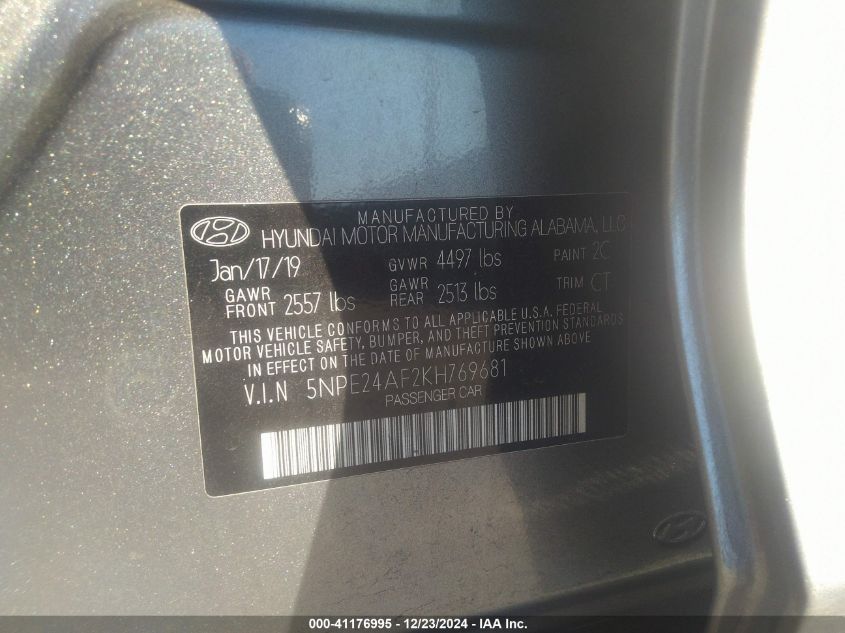 MANUFACTURED BY
HYUNDAI MOTOR MANUFACTURING ALABAMA, LLC
Jan/17/19 GVWR 4497 lbs PAINT 2C
GAWR FRONT 2557 lbs GAWR REAR 2513 lbs TRIM CT
THIS VEHICLE CONFORMS TO ALL APPLICABLE U.S.A. FEDERAL
MOTOR VEHICLE SAFETY, BUMPER, AND THEFT PREVENTION STANDARDS
IN EFFECT ON THE DATE OF MANUFACTURE SHOWN ABOVE
V.I.N 5NPE24AF2KH769681
PASSENGER CAR
000-41176995 - 12/23/2024 - IAA Inc.